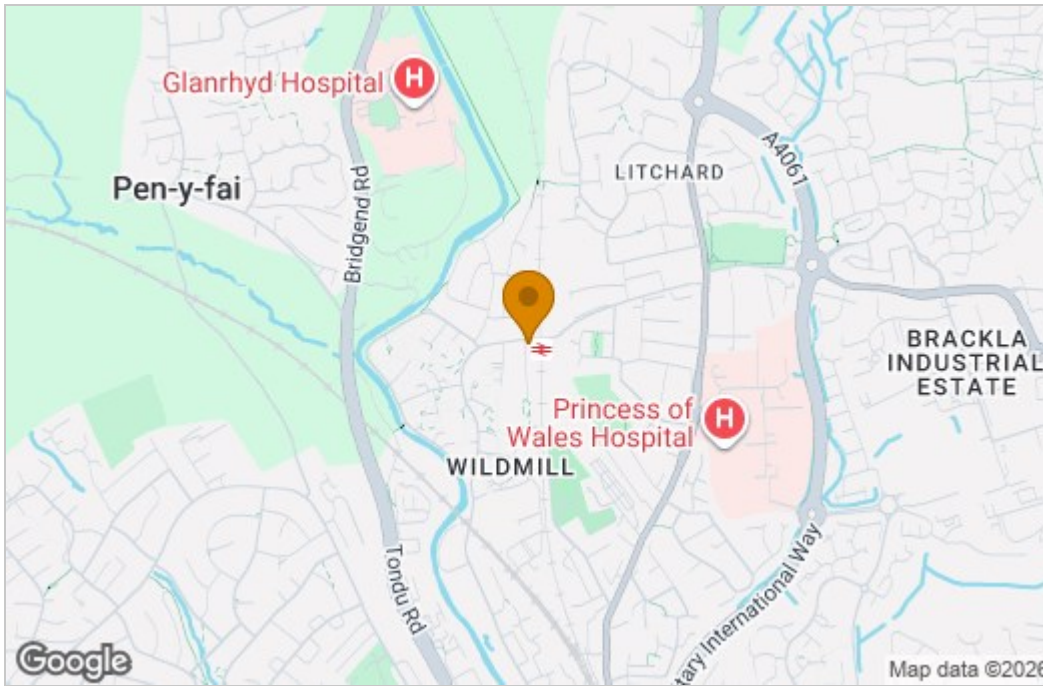 Glanrhyd Hospital
H
Pen-y-fai
Bridgend Rd
LITCHARD
A4061
BRACKLA
INDUSTRIAL
ESTATE
Princess of
Wales Hospital
H
WILDMILL
Tondu Rd
tary International Way
Google
Map data ©2026